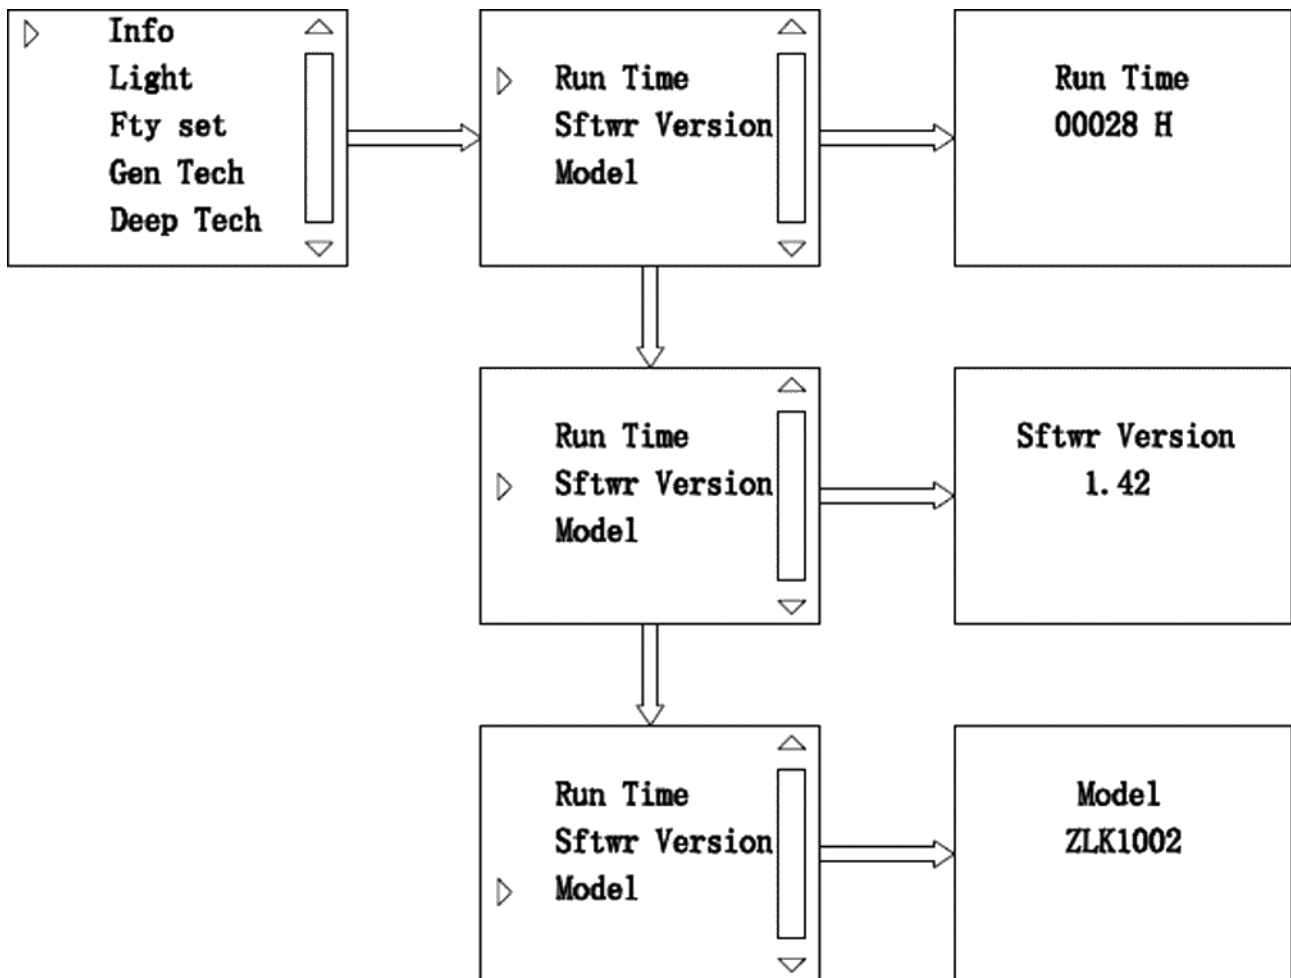 Info
Light
Fty set
Gen Tech
Deep Tech
Run Time
Sftwr Version
Model
Run Time
00028 H
Run Time
Sftwr Version
Model
Sftwr Version
1.42
Run Time
Sftwr Version
Model
Model
ZLK1002